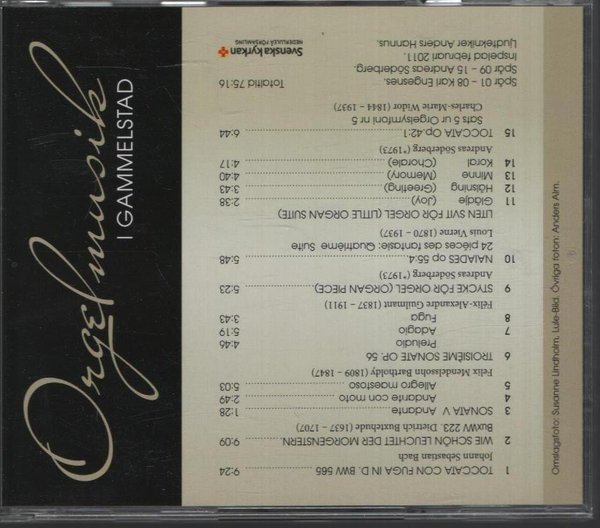 Orgelmusik
I GAMMELSTAD
1 TOCCATA CON FUGA IN D, BWV 565 9:24
Johann Sebastian Bach
2 WIE SCHÖN LEUCHTET DER MORGENSTERN 9:09
BuxWV 223, Dietrich Buxtehude (*1637 – 1707)
3 SONATA V Andante 1:28
4 Andante con moto 2:49
5 Allegro maestoso 5:03
Felix Mendelssohn Bartholdy (*1809 – 1847)
6 TROISIÈME SONATE OP. 56
Preludio 4:46
7 Adagio 5:19
8 Fuga 3:43
Félix-Alexandre Guilmant (*1837 – 1911)
9 STYCKE FÖR ORGEL (ORGAN PIECE) 5:23
Andreas Söderberg (*1973)
10 NAIADES op.55:4 5:48
24 pièces des fantasie: Quatrième Suite
Louis Vierne (1870 – 1937)
LITEN SVIT FÖR ORGEL (LITTLE ORGAN SUITE)
11 Glädje (Joy) 2:38
12 Hälsning (Greeting) 3:43
13 Minne (Memory) 4:40
14 Koral (Chorale) 4:17
Andreas Söderberg (*1973)
15 TOCCATA Op.42:1 6:44
Sats 5 ur Orgelsymfoni nr 5
Charles-Marie Widor (*1844 – 1937)
Totaltid 75:16
Spår 01 – 08 Kari Engesnes.
Spår 09 – 15 Andreas Söderberg.
Inspelad februari 2011.
Ljudtekniker Anders Hannus.
Svenska kyrkan
NEDERLULEÅ FÖRSAMLING
Omslagsfoto: Susanne Lindholm, Lule-Bild. Övriga foton: Anders Alm.